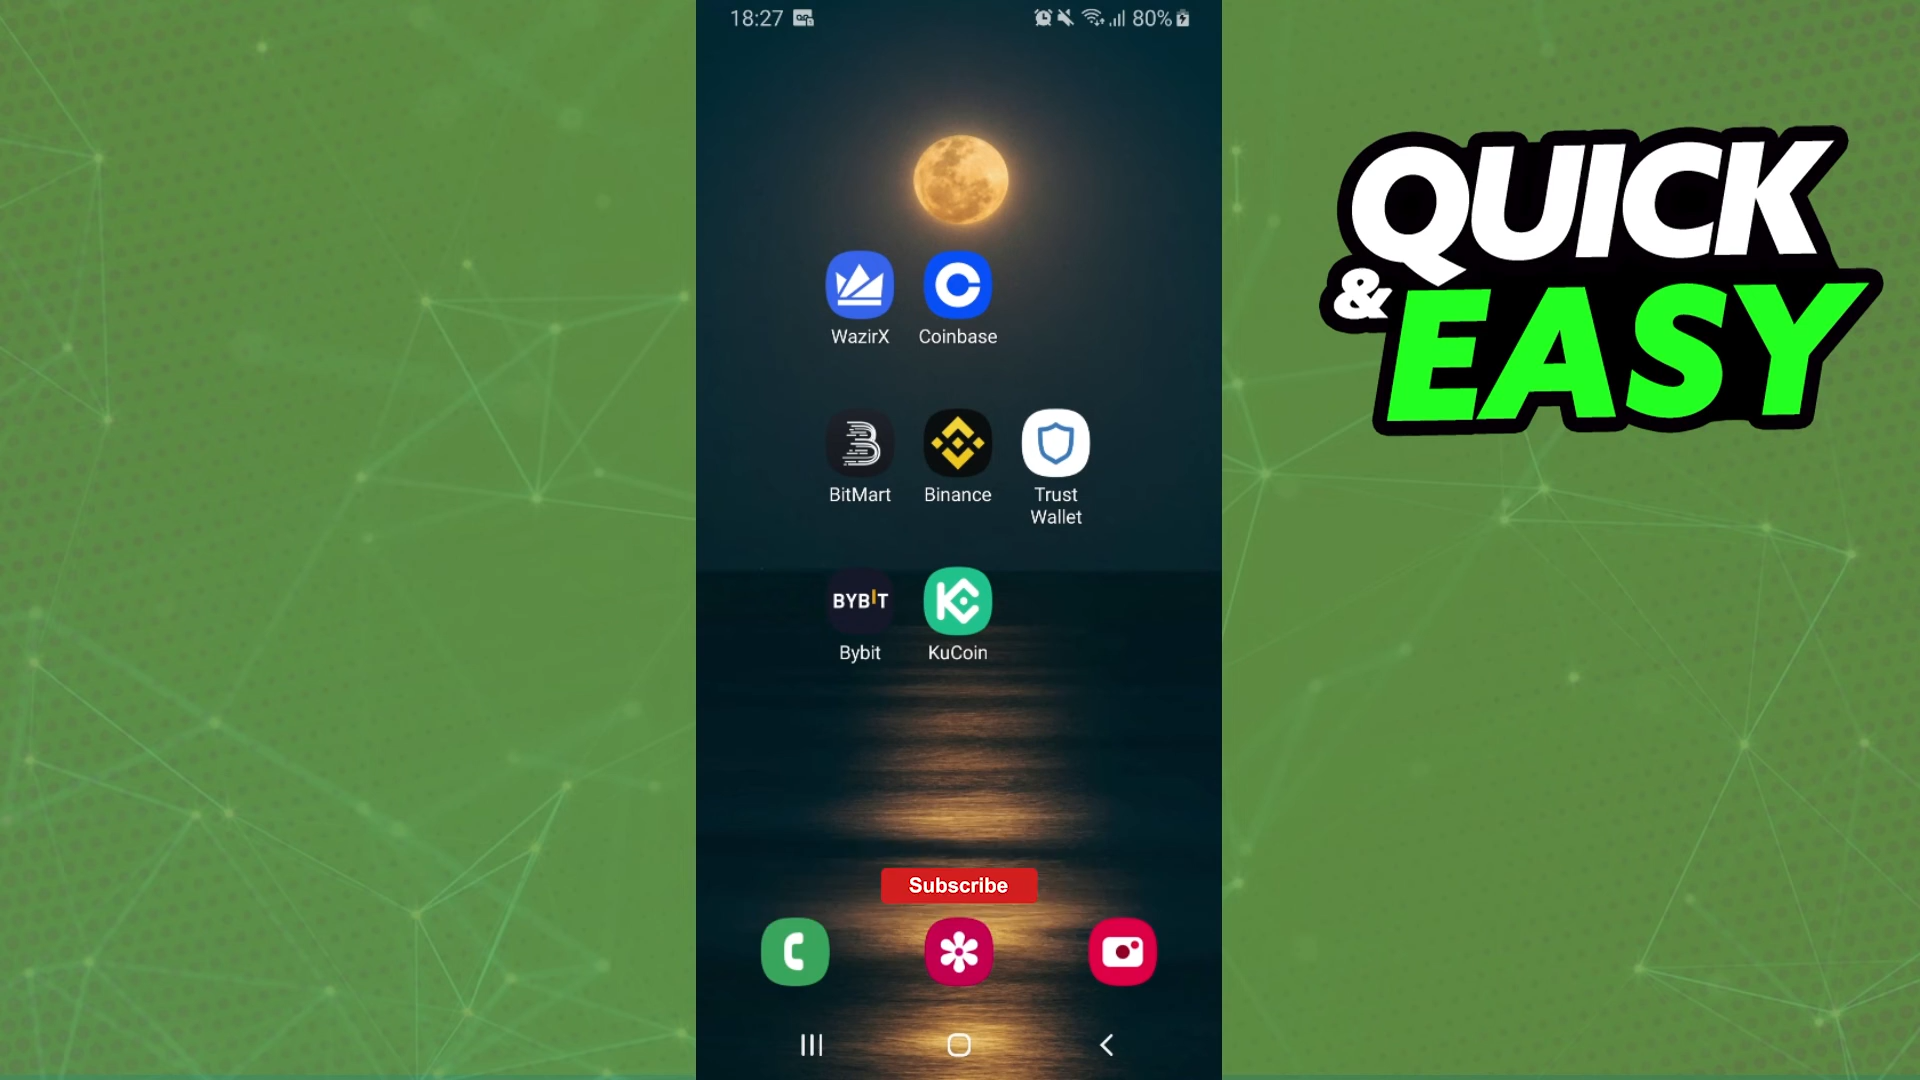 18:27
80%
QUICK
& EASY
WazirX
Coinbase
BitMart
Binance
Trust
Wallet
BYBIT
Bybit
KuCoin
Subscribe